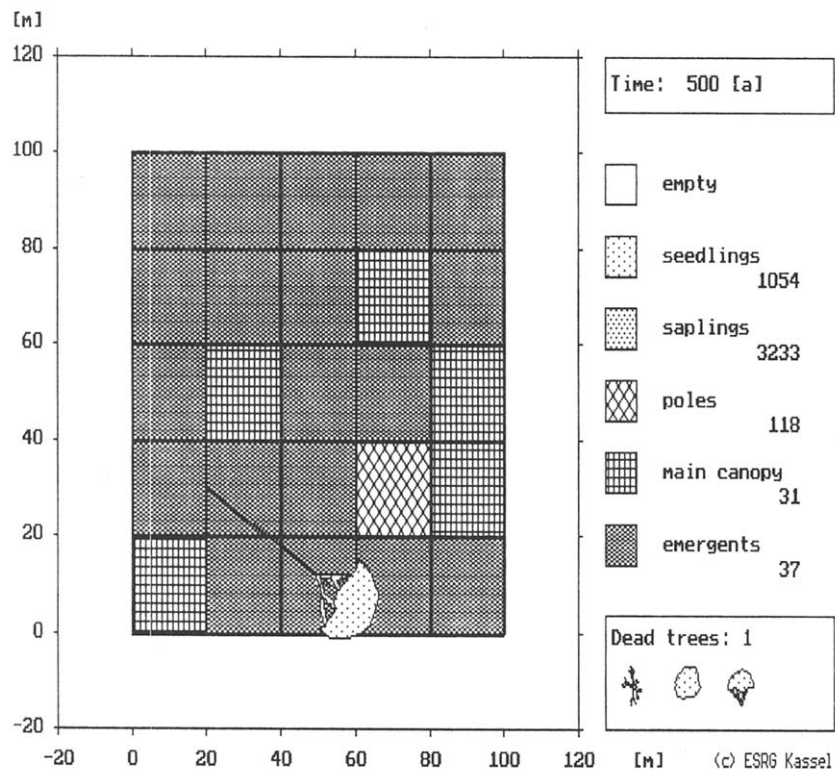 [m]
120
100
80
60
40
20
0
-20
-20 0 20 40 60 80 100 120
[m]
Time: 500 [a]
empty
seedlings
1054
saplings
3233
poles
118
main canopy
31
emergents
37
Dead trees: 1
(c) ESRG Kassel